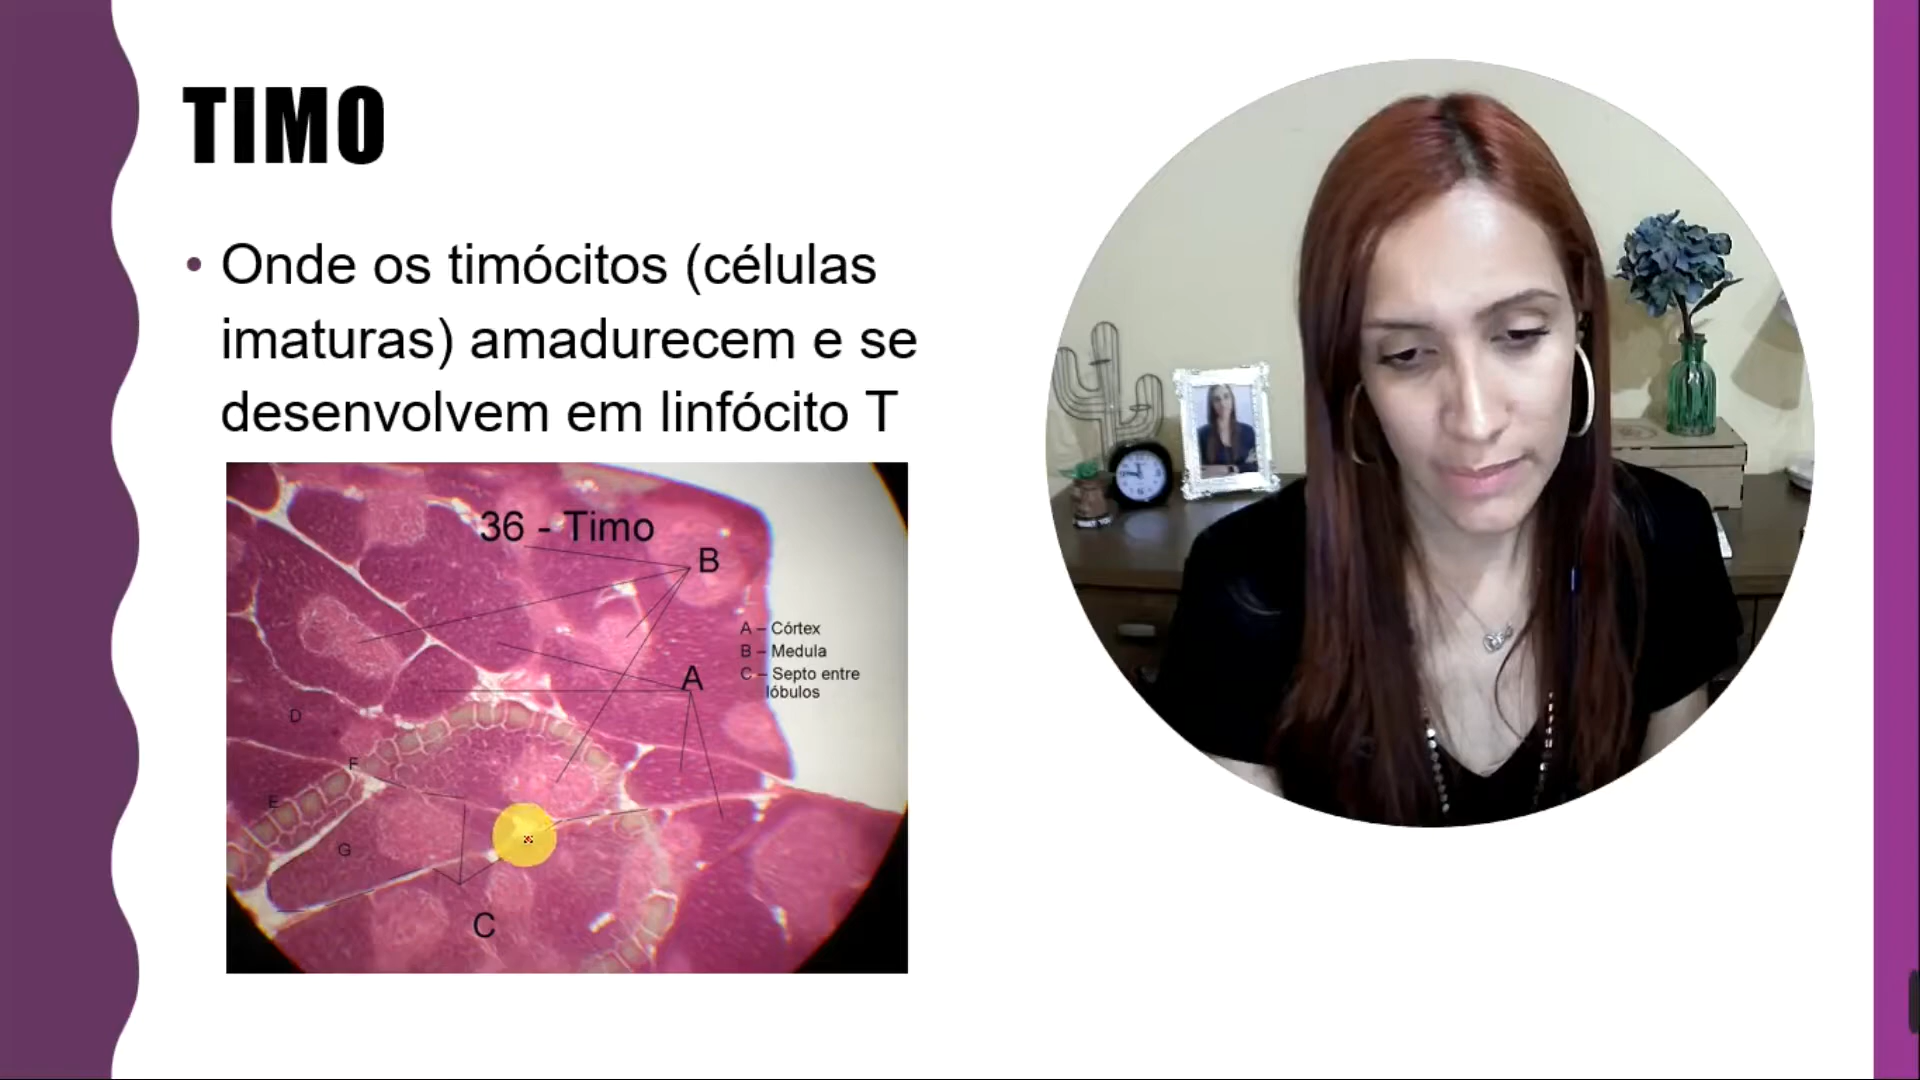 TIMO
• Onde os timócitos (células
imaturas) amadurecem e se
desenvolvem em linfócito T
36 - Timo
B
A – Córtex
B – Medula
C – Septo entre
lóbulos
A
D
F
E
G
C